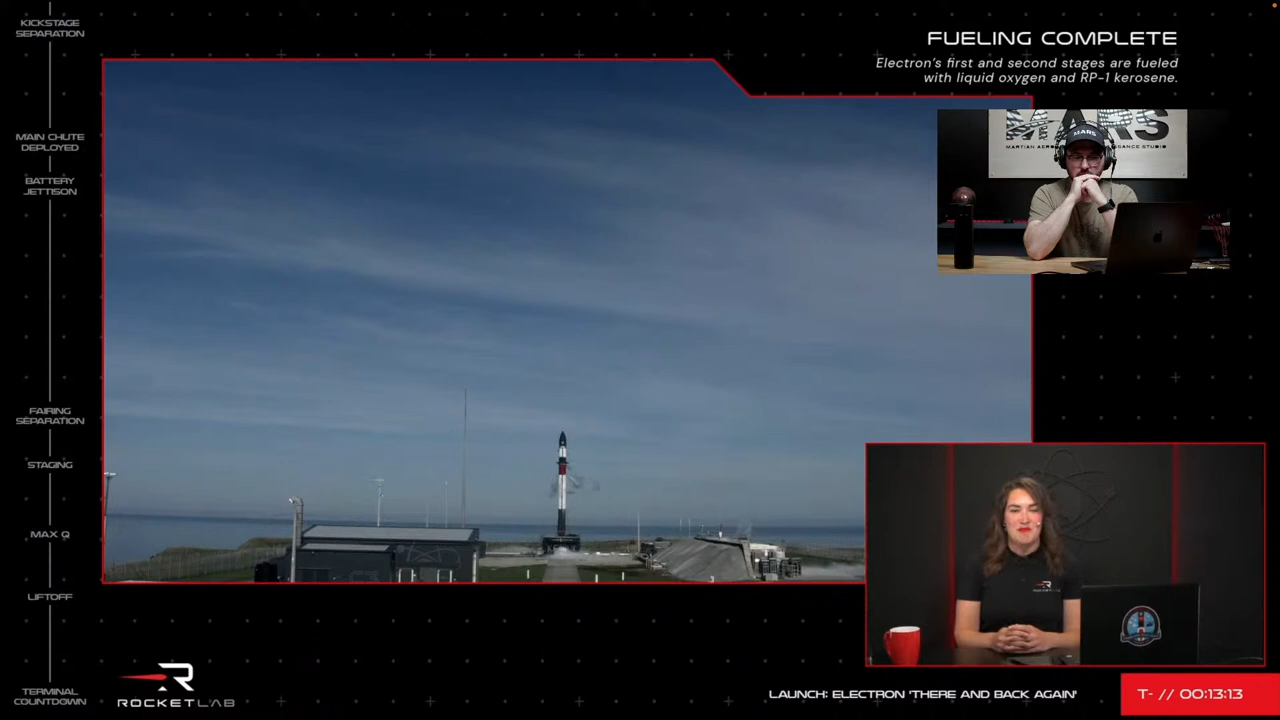 KICKSTAGE
SEPARATION
MAIN CHUTE
DEPLOYED
BATTERY
JETTISON
FAIRING
SEPARATION
STAGING
MAX Q
LIFTOFF
TERMINAL
COUNTDOWN
FUELING COMPLETE
Electron's first and second stages are fueled
with liquid oxygen and RP-1 kerosene.
MARS
MARS
ROCKETLAB
LAUNCH: ELECTRON 'THERE AND BACK AGAIN'
T- // 00:13:13